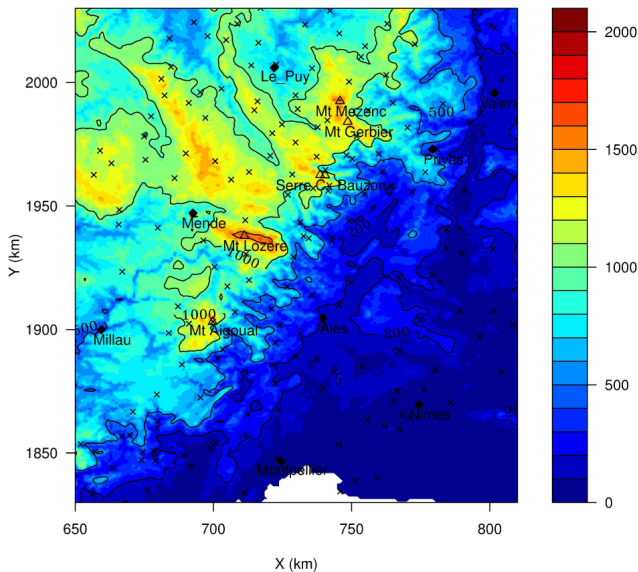 2000
1950
1900
1850
Y (km)
650
700
750
800
X (km)
Le_Puy
500
Mt Mezenc
Mt Gerbier
Privas
Serre Cx Bauzon
Mende
200
Mt Lozere
1000
1000
Mt Aigoual
Ales
200
500
Millau
Nimes
Montpellier
2000
1500
1000
500
0